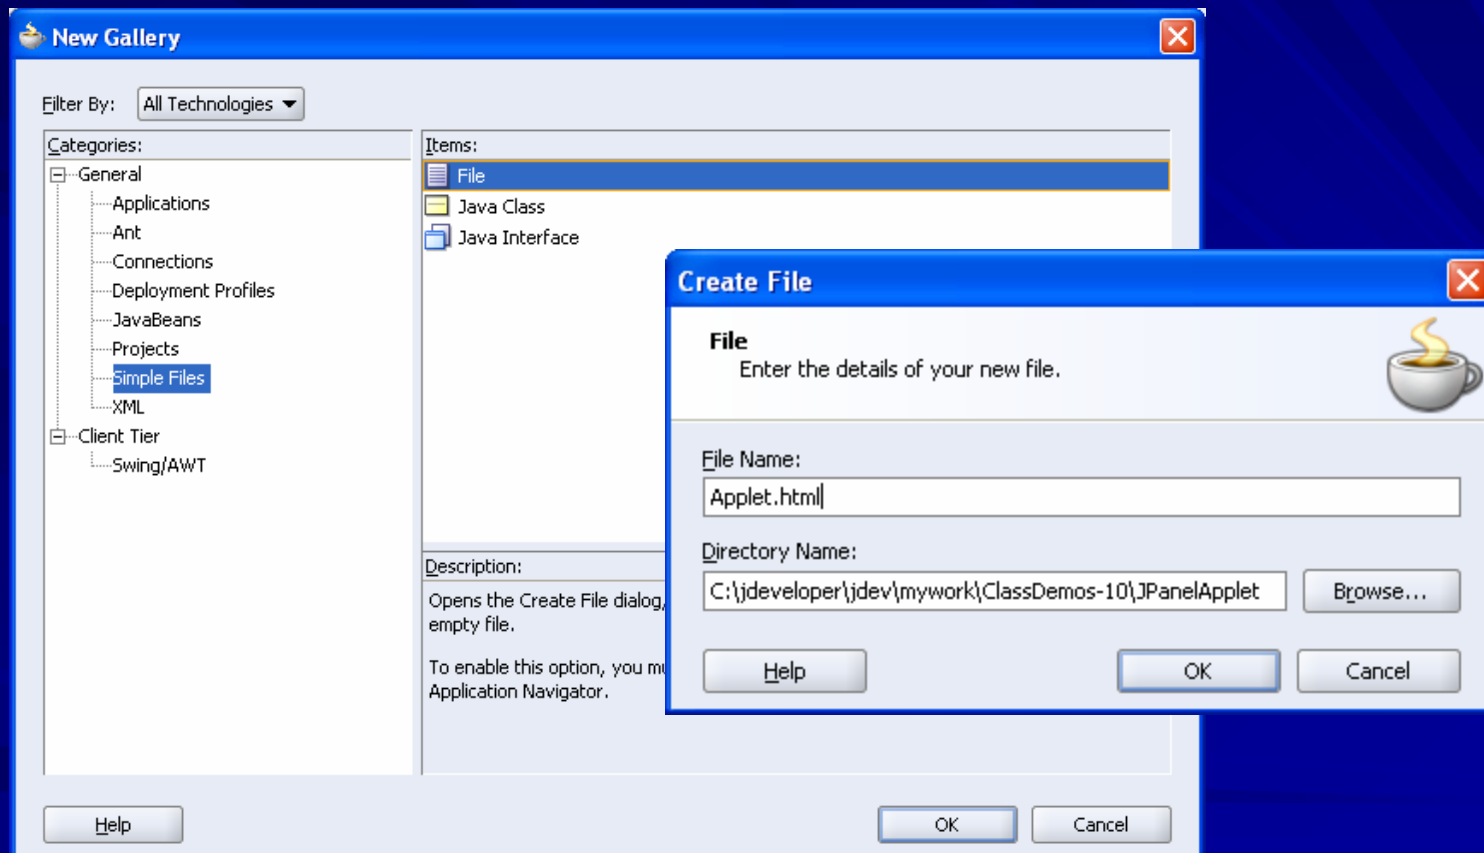 New Gallery
Filter By: All Technologies
Categories:
General
Applications
Ant
Connections
Deployment Profiles
JavaBeans
Projects
Simple Files
XML
Client Tier
Swing/AWT
Items:
File
Java Class
Java Interface
Description:
Opens the Create File dialog,
empty file.
To enable this option, you
Application Navigator.
Help
OK
Cancel
Create File
File
Enter the details of your new file.
File Name:
Applet.html
Directory Name:
C:\jdeveloper\jdev\mywork\ClassDemos-10\JPanelApplet
Browse...
Help
OK
Cancel